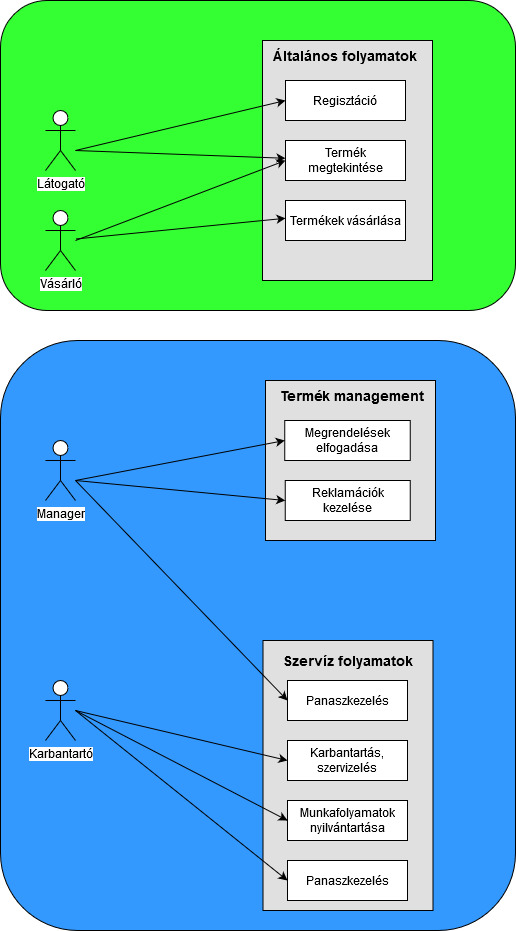 Általános folyamatok
Regisztáció
Termék
megtekintése
Termékek vásárlása
Látogató
Vásárló
Termék management
Megrendelések
elfogadása
Reklamációk
kezelése
Manager
Szervíz folyamatok
Panaszkezelés
Karbantartás,
szervizelés
Munkafolyamatok
nyilvántartása
Panaszkezelés
Karbantartó